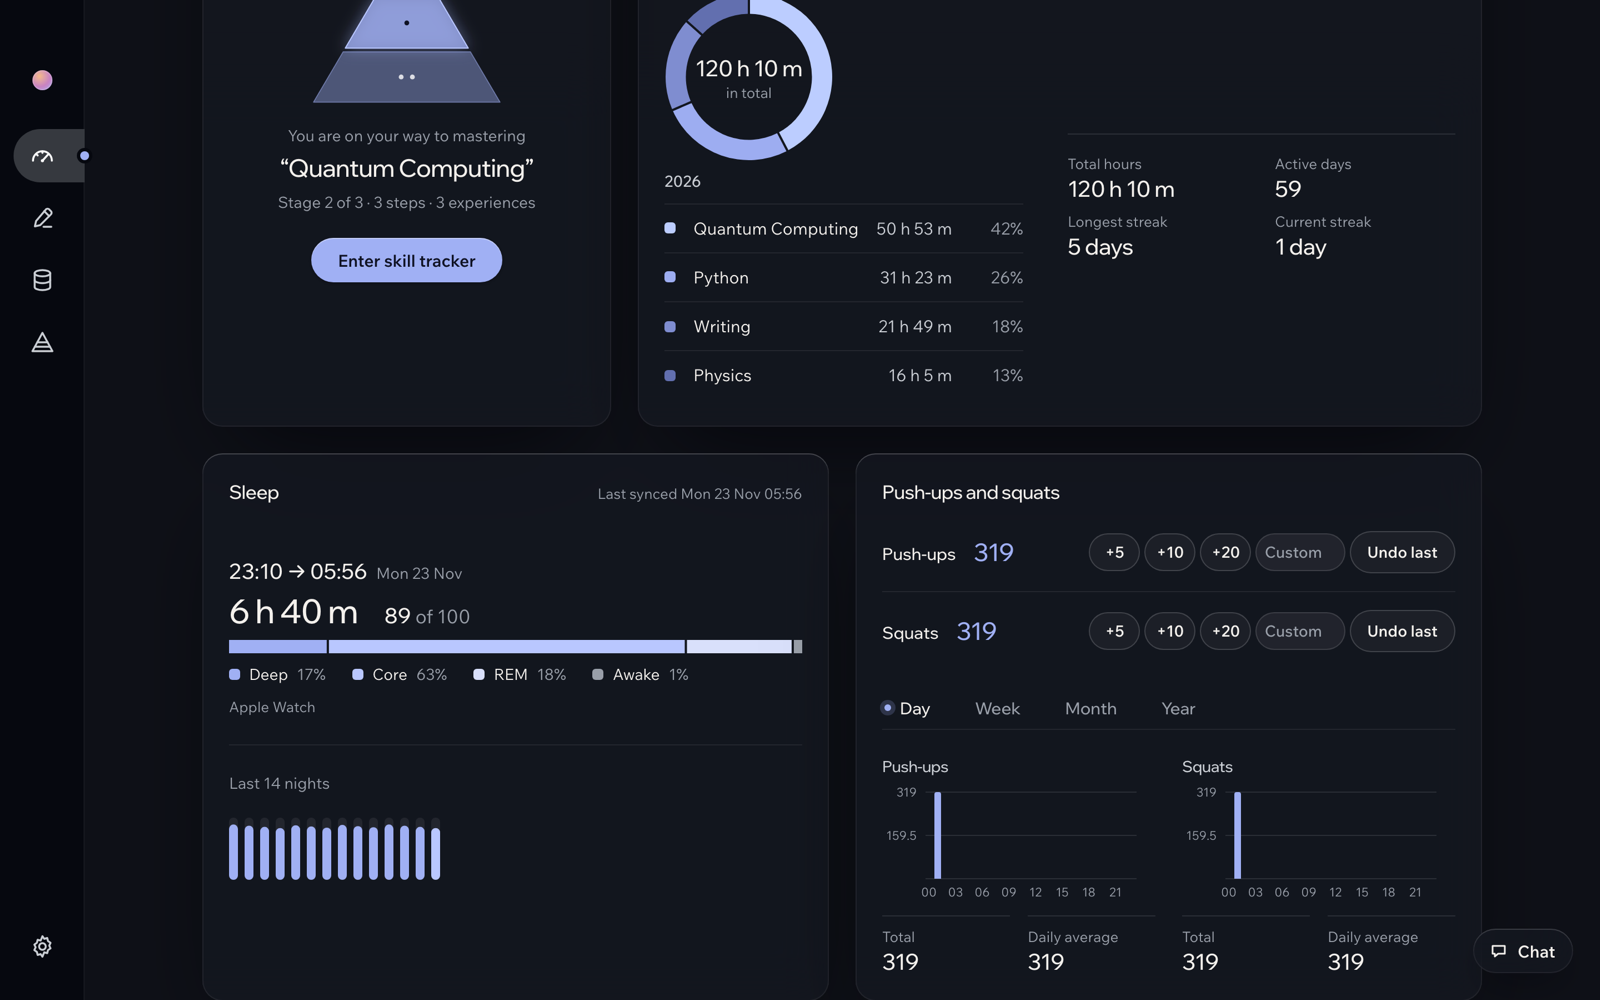 You are on your way to mastering
“Quantum Computing”
Stage 2 of 3 · 3 steps · 3 experiences
Enter skill tracker
120 h 10 m
in total
2026
Quantum Computing 50 h 53 m 42%
Python 31 h 23 m 26%
Writing 21 h 49 m 18%
Physics 16 h 5 m 13%
Total hours
120 h 10 m
Active days
59
Longest streak
5 days
Current streak
1 day
Sleep
Last synced Mon 23 Nov 05:56
23:10 → 05:56 Mon 23 Nov
6 h 40 m 89 of 100
Deep 17% Core 63% REM 18% Awake 1%
Apple Watch
Last 14 nights
Push-ups and squats
Push-ups 319 +5 +10 +20 Custom Undo last
Squats 319 +5 +10 +20 Custom Undo last
Day Week Month Year
Push-ups
319
159.5
00 03 06 09 12 15 18 21
Total
319
Daily average
319
Squats
319
159.5
00 03 06 09 12 15 18 21
Total
319
Daily average
319
Chat